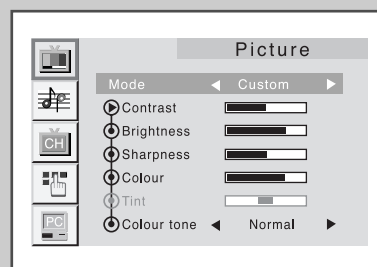 Picture
Mode Custom
Contrast
Brightness
Sharpness
CH
Colour
Tint
PC
Colour tone Normal